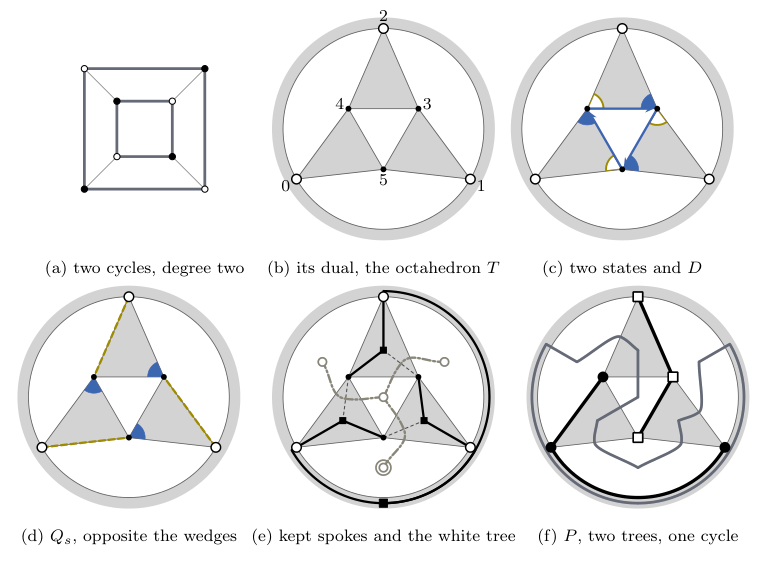 2
4
3
0
5
1
(a) two cycles, degree two
(b) its dual, the octahedron T
(c) two states and D
(d) Qs, opposite the wedges
(e) kept spokes and the white tree
(f) P, two trees, one cycle